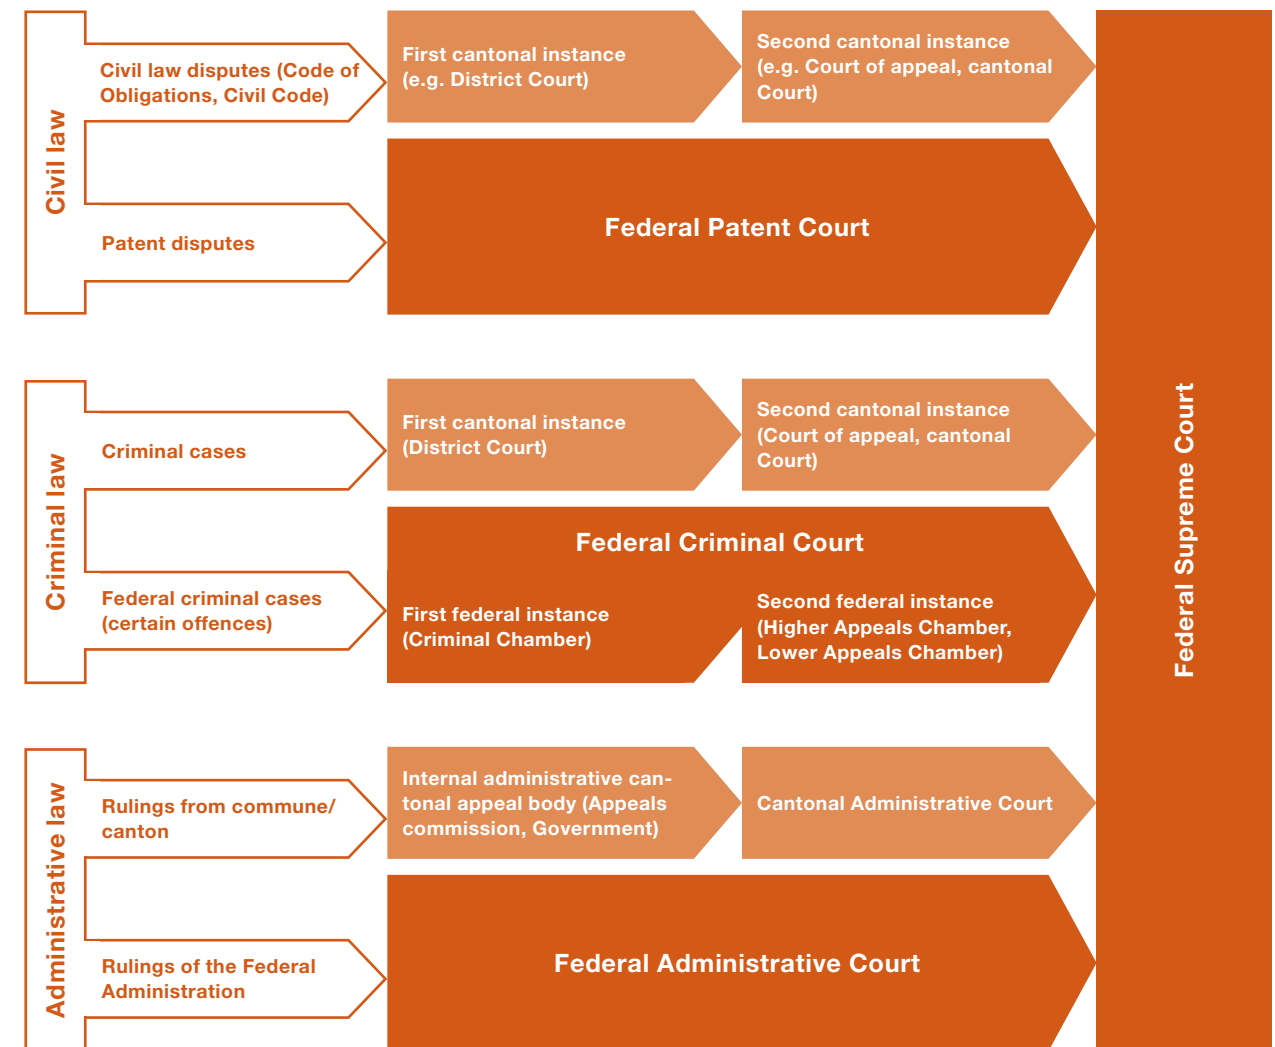 Civil law
Civil law disputes (Code of
Obligations, Civil Code)
First cantonal instance
(e.g. District Court)
Second cantonal instance
(e.g. Court of appeal, cantonal
Court)
Patent disputes
Federal Patent Court
Criminal law
Criminal cases
First cantonal instance
(District Court)
Second cantonal instance
(Court of appeal, cantonal
Court)
Federal criminal cases
(certain offences)
Federal Criminal Court
First federal instance
(Criminal Chamber)
Second federal instance
(Higher Appeals Chamber,
Lower Appeals Chamber)
Administrative law
Rulings from commune/
canton
Internal administrative can-
tonal appeal body (Appeals
commission, Government)
Cantonal Administrative Court
Rulings of the Federal
Administration
Federal Administrative Court
Federal Supreme Court